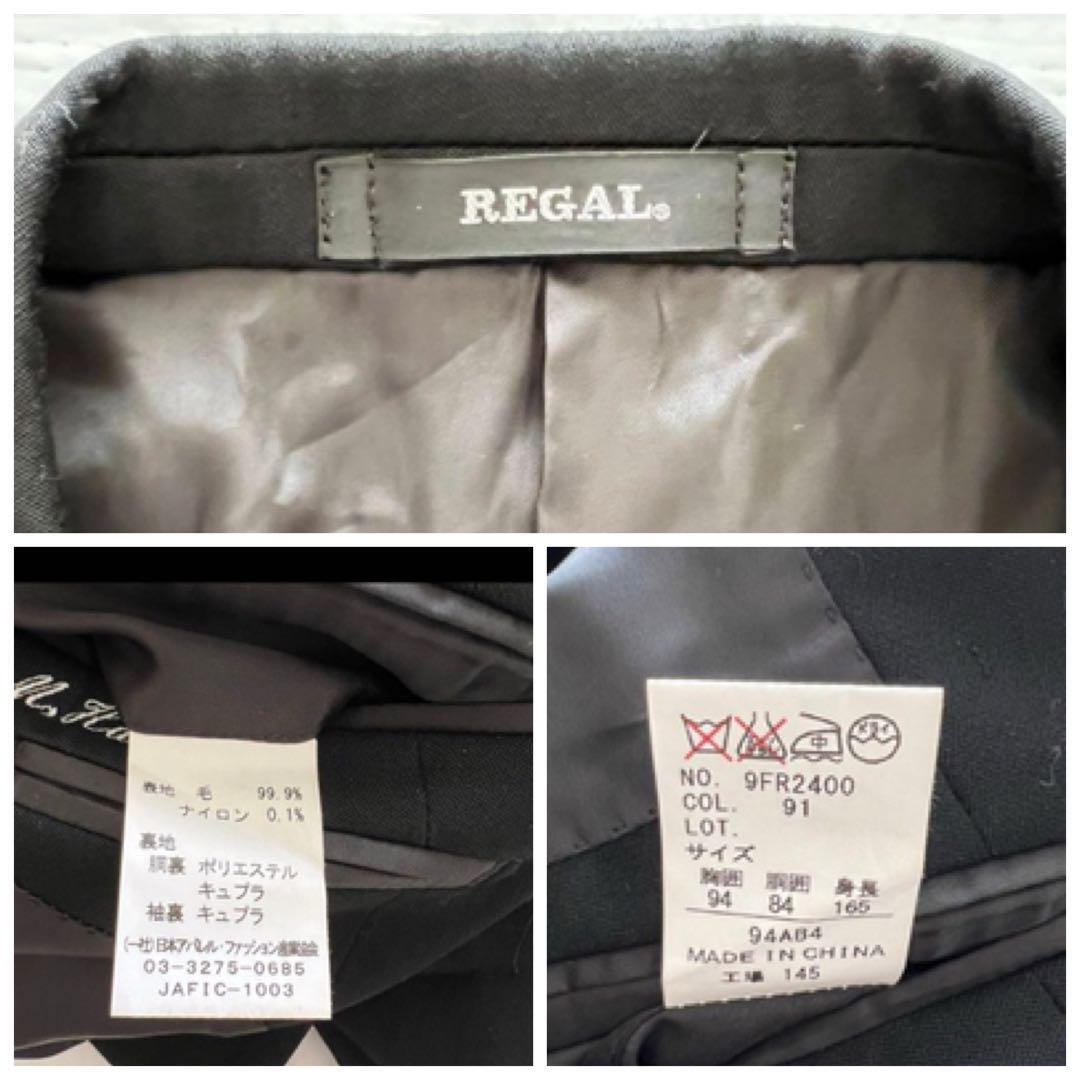 REGAL®
表地 毛 99.9%
ナイロン 0.1%
裏地
胴裏 ポリエステル
キュプラ
袖裏 キュプラ
(一社)日本アパレル・ファッション産業協会
03-3275-0685
JAFIC-1003
中 ドライ
NO. 9FR2400
COL. 91
LOT.
サイズ
胸囲 胴囲 身長
94 84 165
94AB4
MADE IN CHINA
工場 145